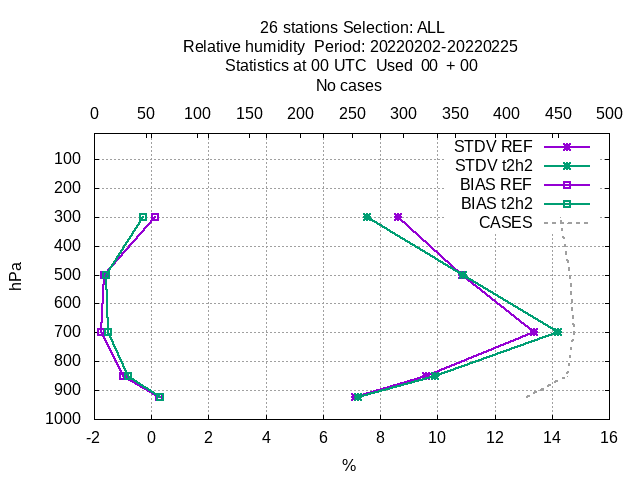 26 stations Selection: ALL
Relative humidity  Period: 20220202-20220225
Statistics at 00 UTC  Used  00  + 00
No cases
0 50 100 150 200 250 300 350 400 450 500
STDV REF
STDV t2h2
BIAS REF
BIAS t2h2
CASES
100
200
300
400
500
600
700
800
900
1000
hPa
-2 0 2 4 6 8 10 12 14 16
%